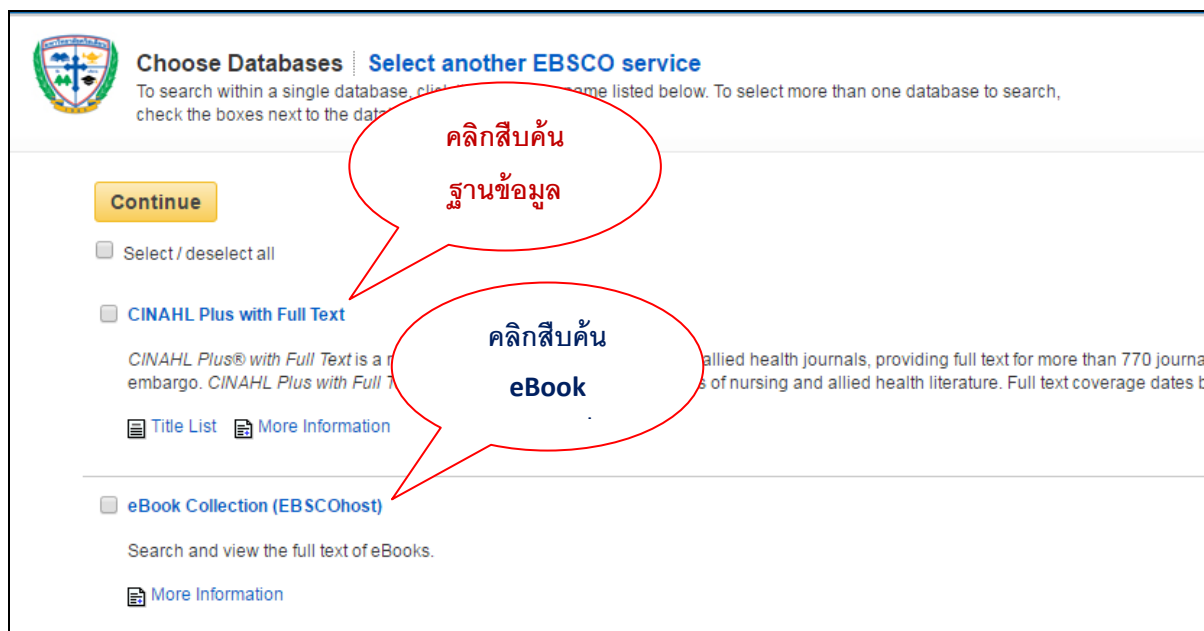 Choose Databases Select another EBSCO service
To search within a single database, listed below. To select more than one database to search,
check the boxes next to the
คลิกสืบค้น
ฐานข้อมูล
Continue
Select / deselect all
CINAHL Plus with Full Text
คลิกสืบค้น
eBook
CINAHL Plus® with Full Text is a allied health journals, providing full text for more than 770
embargo. CINAHL Plus with Full of nursing and allied health literature. Full text coverage dates
Title List More Information
eBook Collection (EBSCOhost)
Search and view the full text of eBooks.
More Information